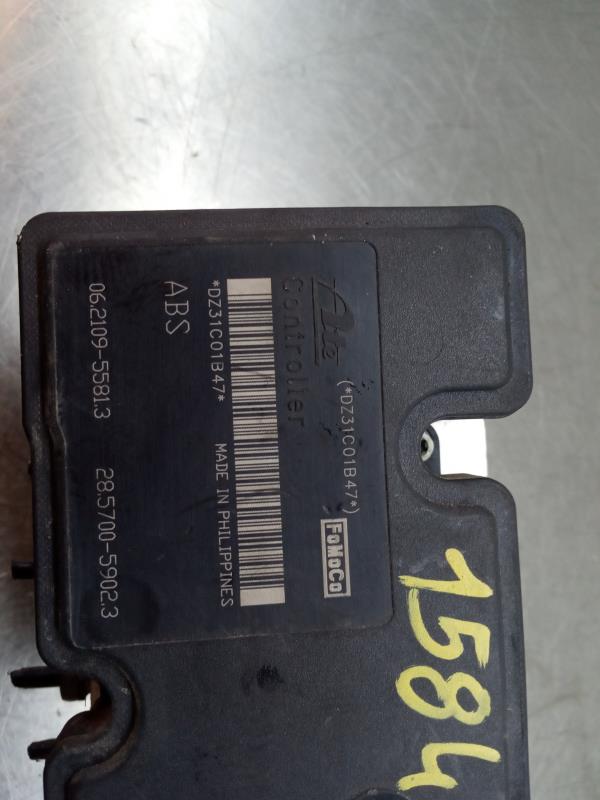 Ate
Controller
(*DZ31C01B47*)
FoMoCo
*DZ31C01B47*
MADE IN PHILIPPINES
ABS
06.2109-5581.3
28.5700-5902.3
1584